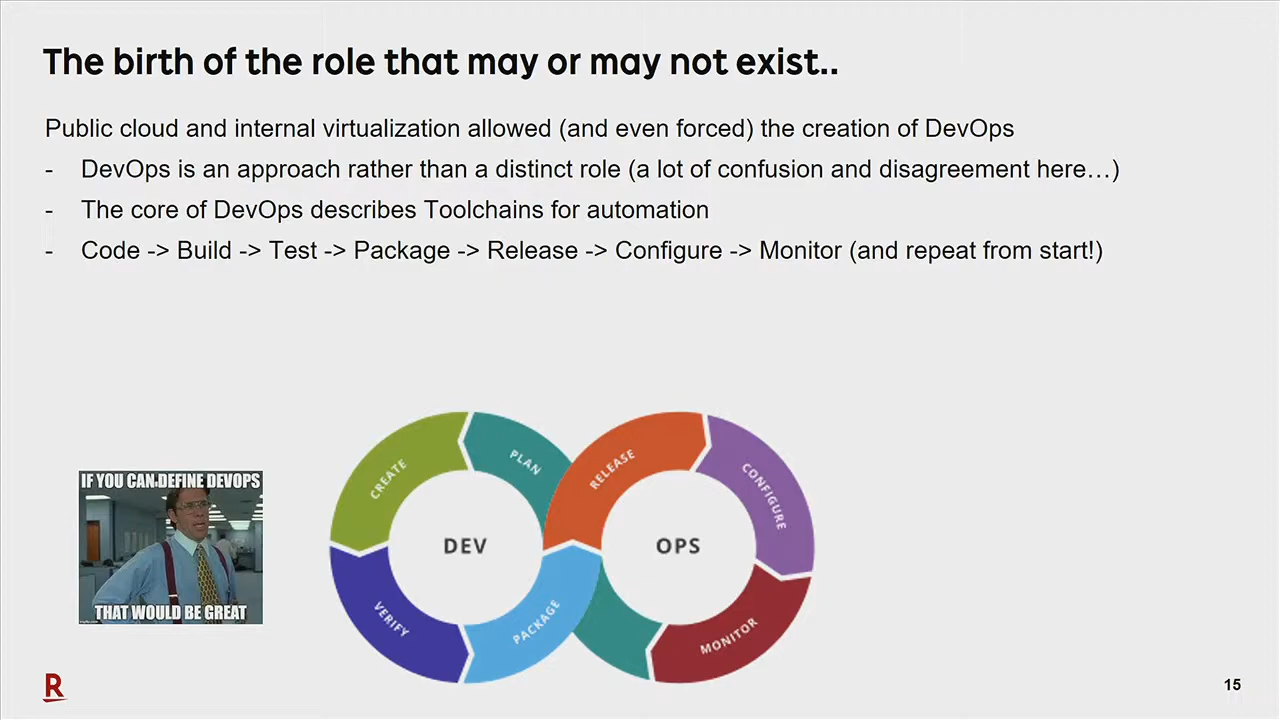 The birth of the role that may or may not exist..
Public cloud and internal virtualization allowed (and even forced) the creation of DevOps
- DevOps is an approach rather than a distinct role (a lot of confusion and disagreement here…)
- The core of DevOps describes Toolchains for automation
- Code -> Build -> Test -> Package -> Release -> Configure -> Monitor (and repeat from start!)
IF YOU CAN DEFINE DEVOPS
THAT WOULD BE GREAT
CREATE
PLAN
DEV
VERIFY
PACKAGE
RELEASE
CONFIGURE
OPS
MONITOR
R
15